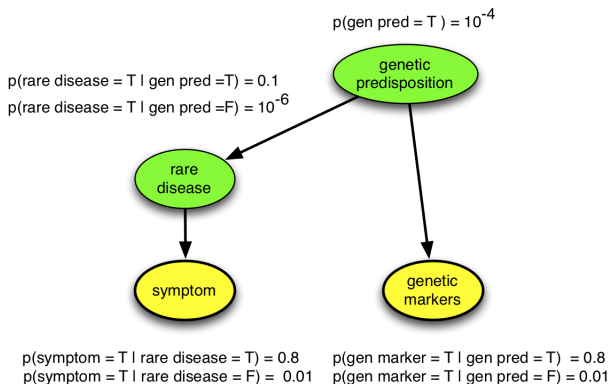 p(gen pred = T ) = 10⁻⁴
genetic
predisposition
p(rare disease = T | gen pred =T) = 0.1
p(rare disease = T | gen pred =F) = 10⁻⁶
rare
disease
symptom
genetic
markers
p(symptom = T | rare disease = T) = 0.8
p(symptom = T | rare disease = F) = 0.01
p(gen marker = T | gen pred = T) = 0.8
p(gen marker = T | gen pred = F) = 0.01